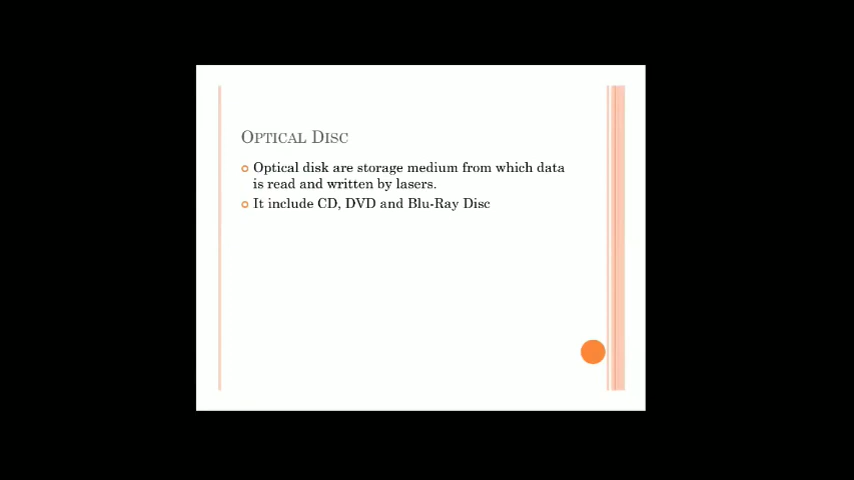 Optical Disc
Optical disk are storage medium from which data
is read and written by lasers.
It include CD, DVD and Blu-Ray Disc